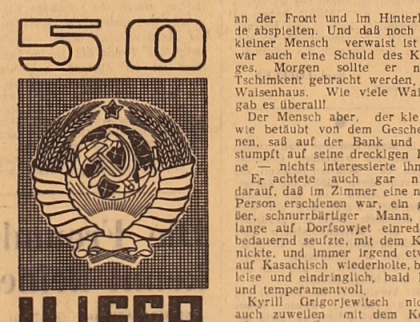 50
UdSSR
an der Front und im Hinterl
de abspielten. Und daß noch
kleiner Mensch verwaist ist
war auch eine Schuld des K
ges. Morgen sollte er n
Tschimkent gebracht werden,
Waisenhaus. Wie viele Wai
gab es überall!
Der Mensch aber, der kle
wie betäubt von dem Gesche
nen, saß auf der Bank und
stumpft auf seine dreckigen
ne — nichts interessierte ihn
Er achtete auch gar n
darauf, daß im Zimmer eine n
Person erschienen war, ein g
ßer, schnurrbärtiger Mann,
lange auf Dorfsowjet einred
bedauernd seufzte, mit dem K
nickte, und immer irgend etw
auf Kasachisch wiederholte, b
leise und eindringlich, bald
und temperamentvoll.
Kyrill Grigorjewitsch nic
auch zuweilen mit dem Ko